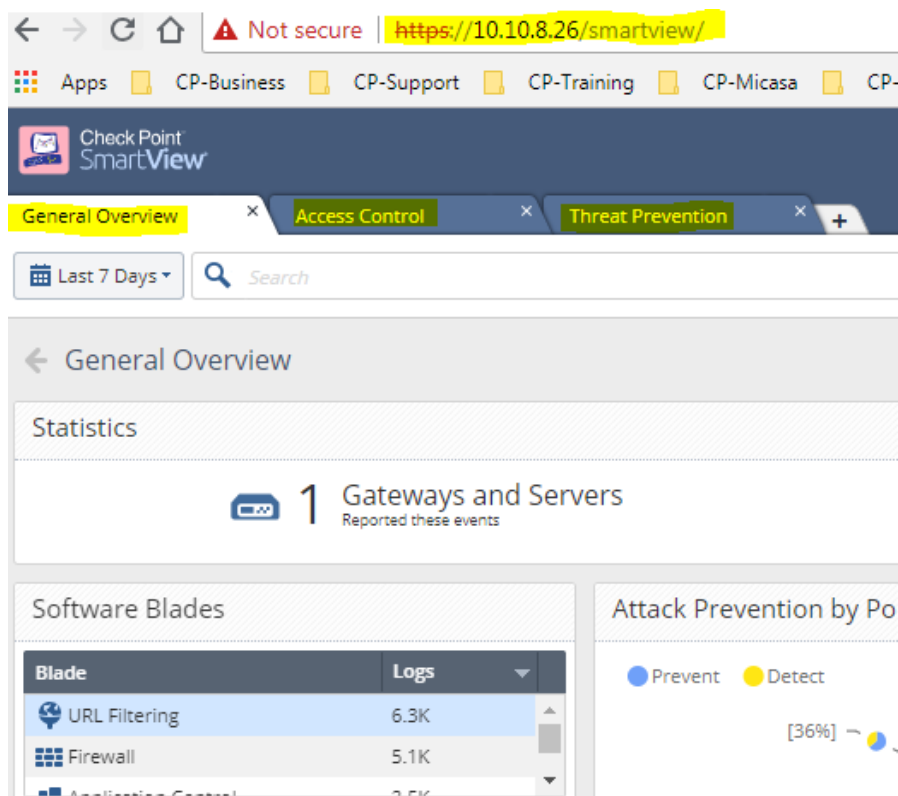 Not secure | https://10.10.8.26/smartview/
Apps CP-Business CP-Support CP-Training CP-Micasa CP-
Check Point
SmartView
General Overview × Access Control × Threat Prevention × +
Last 7 Days Search
General Overview
Statistics
1 Gateways and Servers
Reported these events
Software Blades
Attack Prevention by Po
Blade Logs
Prevent Detect
URL Filtering 6.3K
[36%]
Firewall 5.1K
Application Control